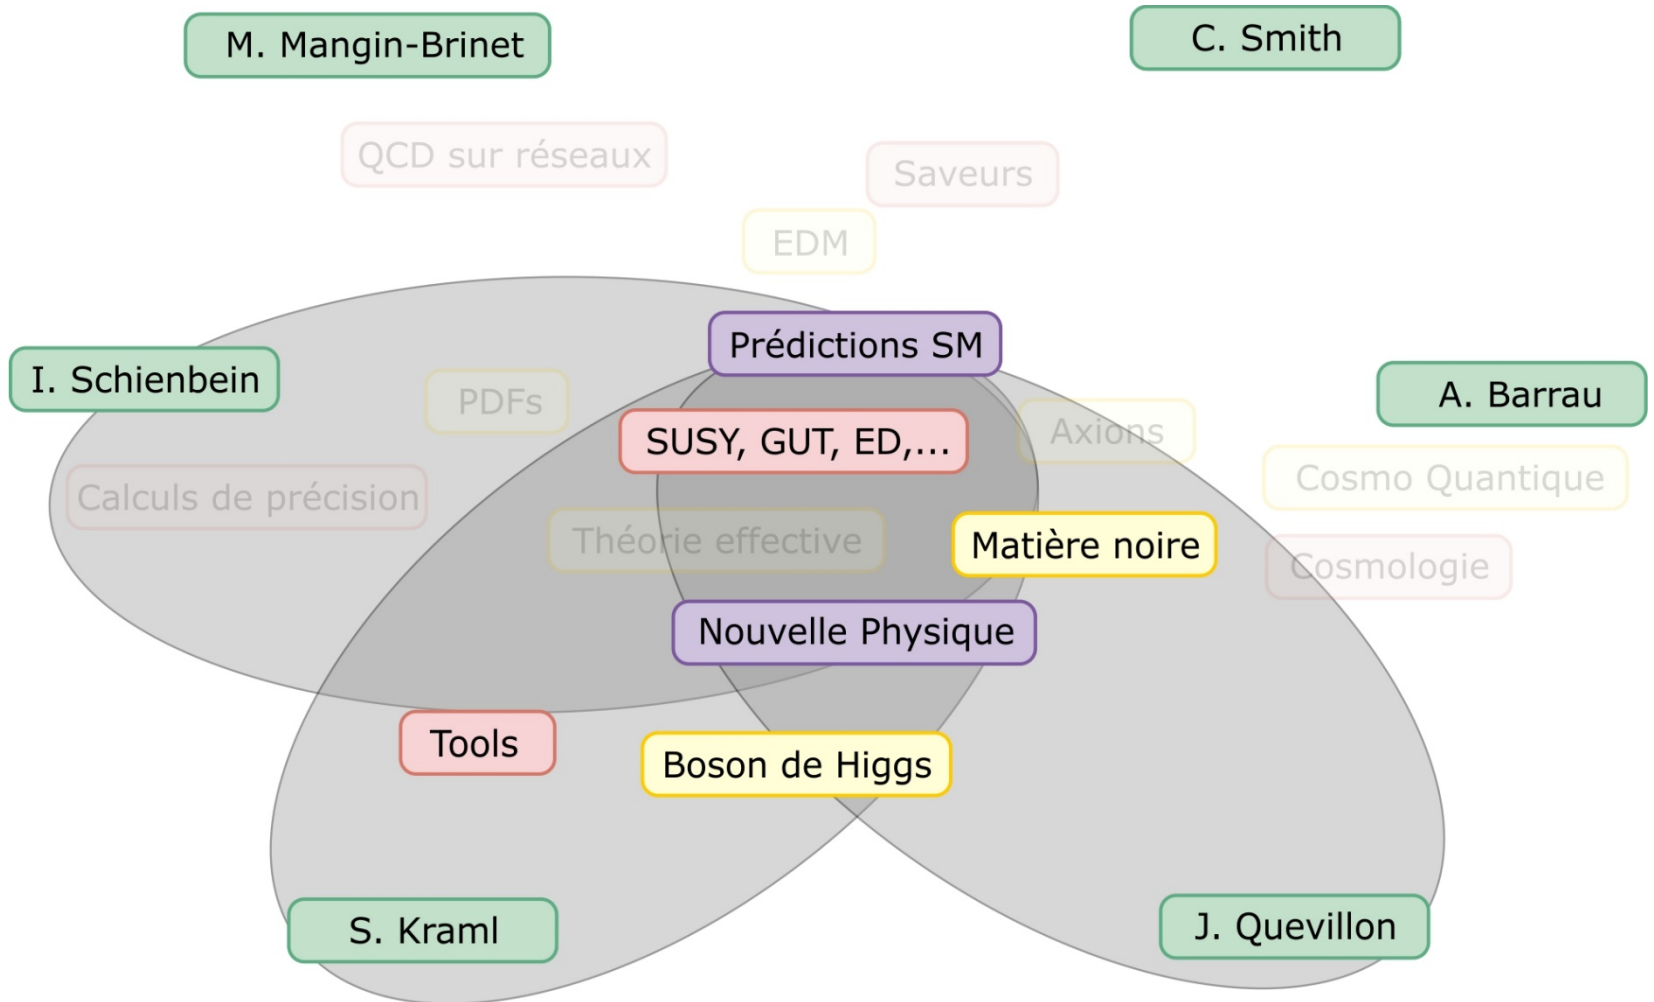 M. Mangin-Brinet
C. Smith
QCD sur réseaux
Saveurs
EDM
Prédictions SM
I. Schienbein
PDFs
A. Barrau
SUSY, GUT, ED,...
Axions
Cosmo Quantique
Calculs de précision
Théorie effective
Matière noire
Cosmologie
Nouvelle Physique
Tools
Boson de Higgs
S. Kraml
J. Quevillon